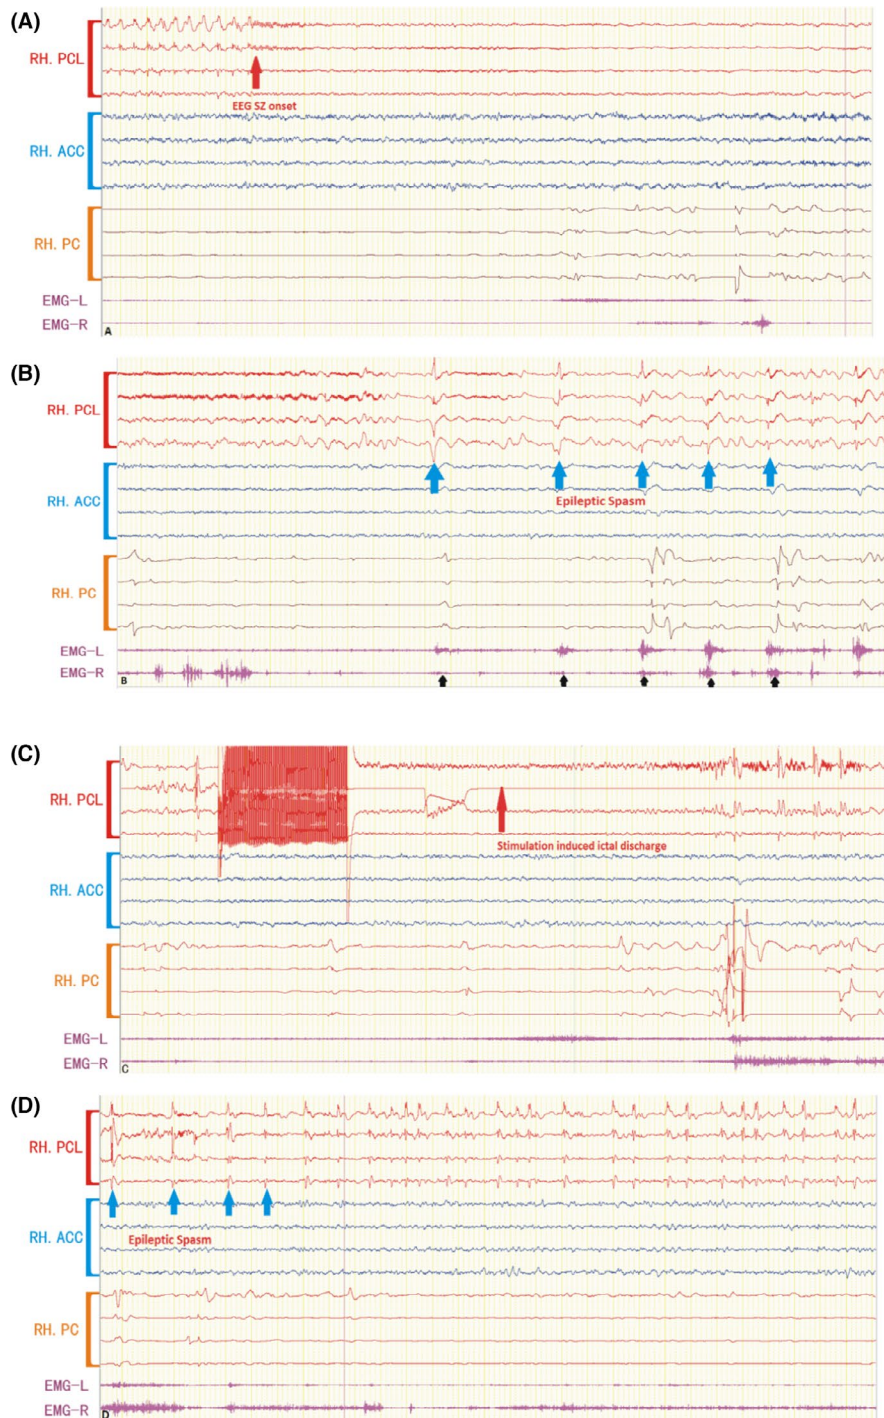 (A)
RH. PCL
EEG SZ onset
RH. ACC
RH. PC
EMG-L
EMG-R
A
(B)
RH. PCL
RH. ACC
Epileptic Spasm
RH. PC
EMG-L
EMG-R
B
(C)
RH. PCL
Stimulation induced ictal discharge
RH. ACC
RH. PC
EMG-L
EMG-R
C
(D)
RH. PCL
RH. ACC
Epileptic Spasm
RH. PC
EMG-L
EMG-R
D